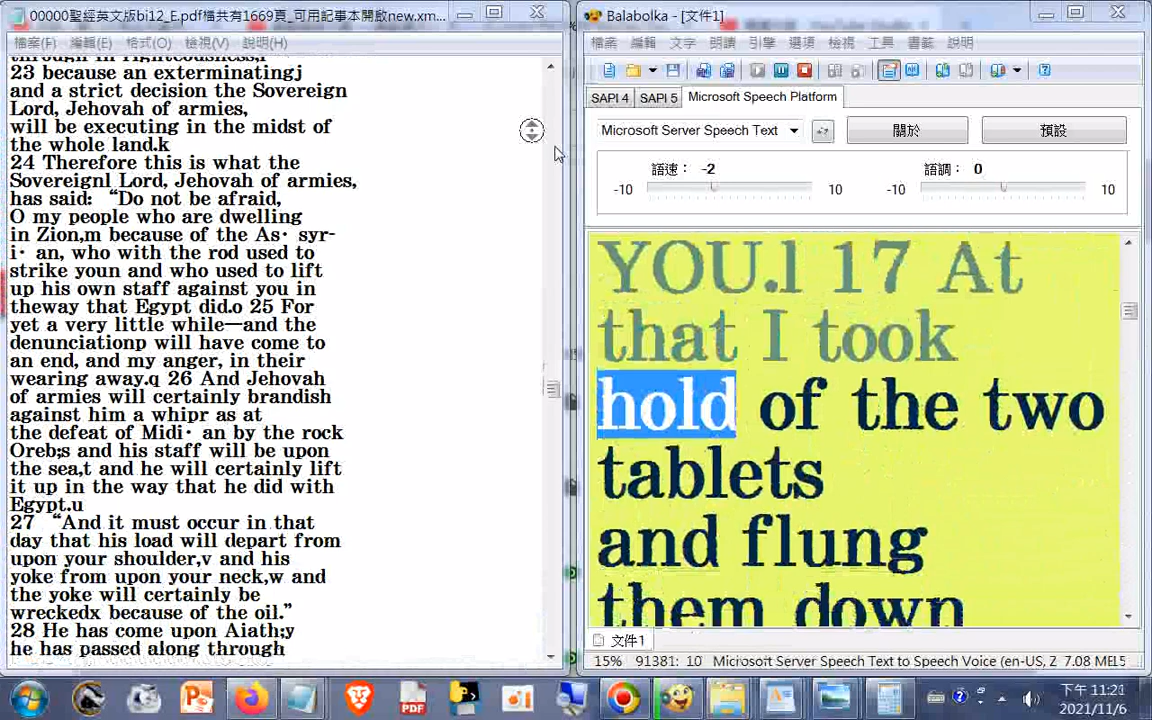 00000聖經英文版bi12_E.pdf檔共有1669頁_可用記事本開啟new.xm...
檔案(F) 編輯(E) 格式(O) 檢視(V) 說明(H)
through in righteousness,i
23 because an exterminatingj
and a strict decision the Sovereign
Lord, Jehovah of armies,
will be executing in the midst of
the whole land.k
24 Therefore this is what the
Sovereignl Lord, Jehovah of armies,
has said: “Do not be afraid,
O my people who are dwelling
in Zion,m because of the As· syr-
i· an, who with the rod used to
strike youn and who used to lift
up his own staff against you in
theway that Egypt did.o 25 For
yet a very little while—and the
denunciationp will have come to
an end, and my anger, in their
wearing away.q 26 And Jehovah
of armies will certainly brandish
against him a whipr as at
the defeat of Midi· an by the rock
Oreb;s and his staff will be upon
the sea,t and he will certainly lift
it up in the way that he did with
Egypt.u
27 “And it must occur in that
day that his load will depart from
upon your shoulder,v and his
yoke from upon your neck,w and
the yoke will certainly be
wreckedx because of the oil.”
28 He has come upon Aiath;y
he has passed along through
Balabolka - [文件1]
檔案 編輯 文字 朗讀 引擎 選項 檢視 工具 書籤 說明
SAPI 4 SAPI 5 Microsoft Speech Platform
Microsoft Server Speech Text 關於 預設
語速: -2 語調: 0
-10 10 -10 10
YOU.l 17 At
that I took
hold of the two
tablets
and flung
them down
文件1
15% 91381: 10 Microsoft Server Speech Text to Speech Voice (en-US, Z 7.08 МБ
PDF
下午 11:21
2021/11/6